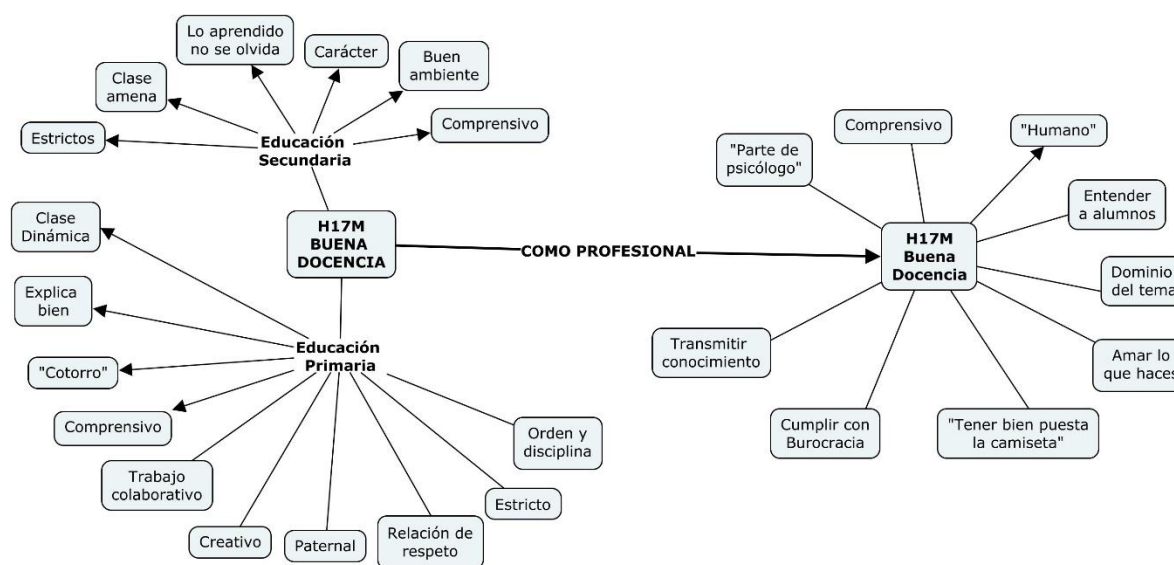 Lo aprendido
no se olvida
Carácter
Buen
ambiente
Clase
amena
Estrictos
Comprensivo
Educación
Secundaria
Clase
Dinámica
H17M
BUENA
DOCENCIA
Explica
bien
"Cotorro"
Comprensivo
Educación
Primaria
Trabajo
colaborativo
Creativo
Paternal
Relación de
respeto
Estricto
Orden y
disciplina
COMO PROFESIONAL
Comprensivo
"Humano"
"Parte de
psicólogo"
Entender
a alumnos
H17M
Buena
Docencia
Dominio
del tema
Transmitir
conocimiento
Amar lo
que haces
Cumplir con
Burocracia
"Tener bien puesta
la camiseta"